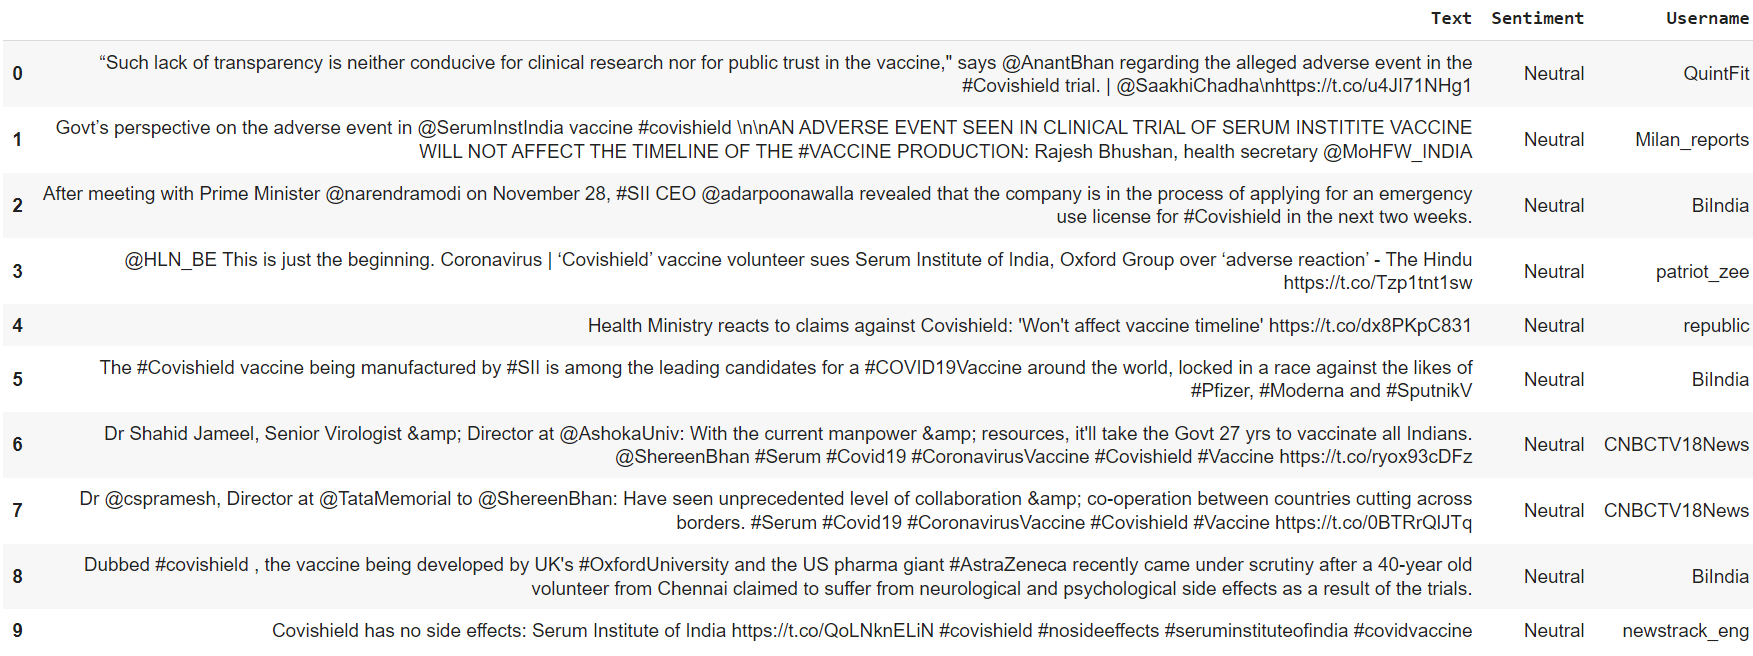 Text Sentiment Username
0 “Such lack of transparency is neither conducive for clinical research nor for public trust in the vaccine," says @AnantBhan regarding the alleged adverse event in the
#Covishield trial. | @SaakhiChadha\nhttps://t.co/u4JI71NHg1 Neutral QuintFit
1 Govt’s perspective on the adverse event in @SerumInstIndia vaccine #covishield \n\nAN ADVERSE EVENT SEEN IN CLINICAL TRIAL OF SERUM INSTITITE VACCINE
WILL NOT AFFECT THE TIMELINE OF THE #VACCINE PRODUCTION: Rajesh Bhushan, health secretary @MoHFW_INDIA Neutral Milan_reports
2 After meeting with Prime Minister @narendramodi on November 28, #SII CEO @adarpoonawalla revealed that the company is in the process of applying for an emergency
use license for #Covishield in the next two weeks. Neutral BiIndia
3 @HLN_BE This is just the beginning. Coronavirus | ‘Covishield’ vaccine volunteer sues Serum Institute of India, Oxford Group over ‘adverse reaction’ - The Hindu
https://t.co/Tzp1tnt1sw Neutral patriot_zee
4 Health Ministry reacts to claims against Covishield: 'Won't affect vaccine timeline' https://t.co/dx8PKpC831 Neutral republic
5 The #Covishield vaccine being manufactured by #SII is among the leading candidates for a #COVID19Vaccine around the world, locked in a race against the likes of
#Pfizer, #Moderna and #SputnikV Neutral BiIndia
6 Dr Shahid Jameel, Senior Virologist &amp; Director at @AshokaUniv: With the current manpower &amp; resources, it'll take the Govt 27 yrs to vaccinate all Indians.
@ShereenBhan #Serum #Covid19 #CoronavirusVaccine #Covishield #Vaccine https://t.co/ryox93cDFz Neutral CNBCTV18News
7 Dr @cspramesh, Director at @TataMemorial to @ShereenBhan: Have seen unprecedented level of collaboration &amp; co-operation between countries cutting across
borders. #Serum #Covid19 #CoronavirusVaccine #Covishield #Vaccine https://t.co/0BTRrQIJTq Neutral CNBCTV18News
8 Dubbed #covishield , the vaccine being developed by UK's #OxfordUniversity and the US pharma giant #AstraZeneca recently came under scrutiny after a 40-year old
volunteer from Chennai claimed to suffer from neurological and psychological side effects as a result of the trials. Neutral BiIndia
9 Covishield has no side effects: Serum Institute of India https://t.co/QoLNknELiN #covishield #nosideeffects #seruminstituteofindia #covidvaccine Neutral newstrack_eng